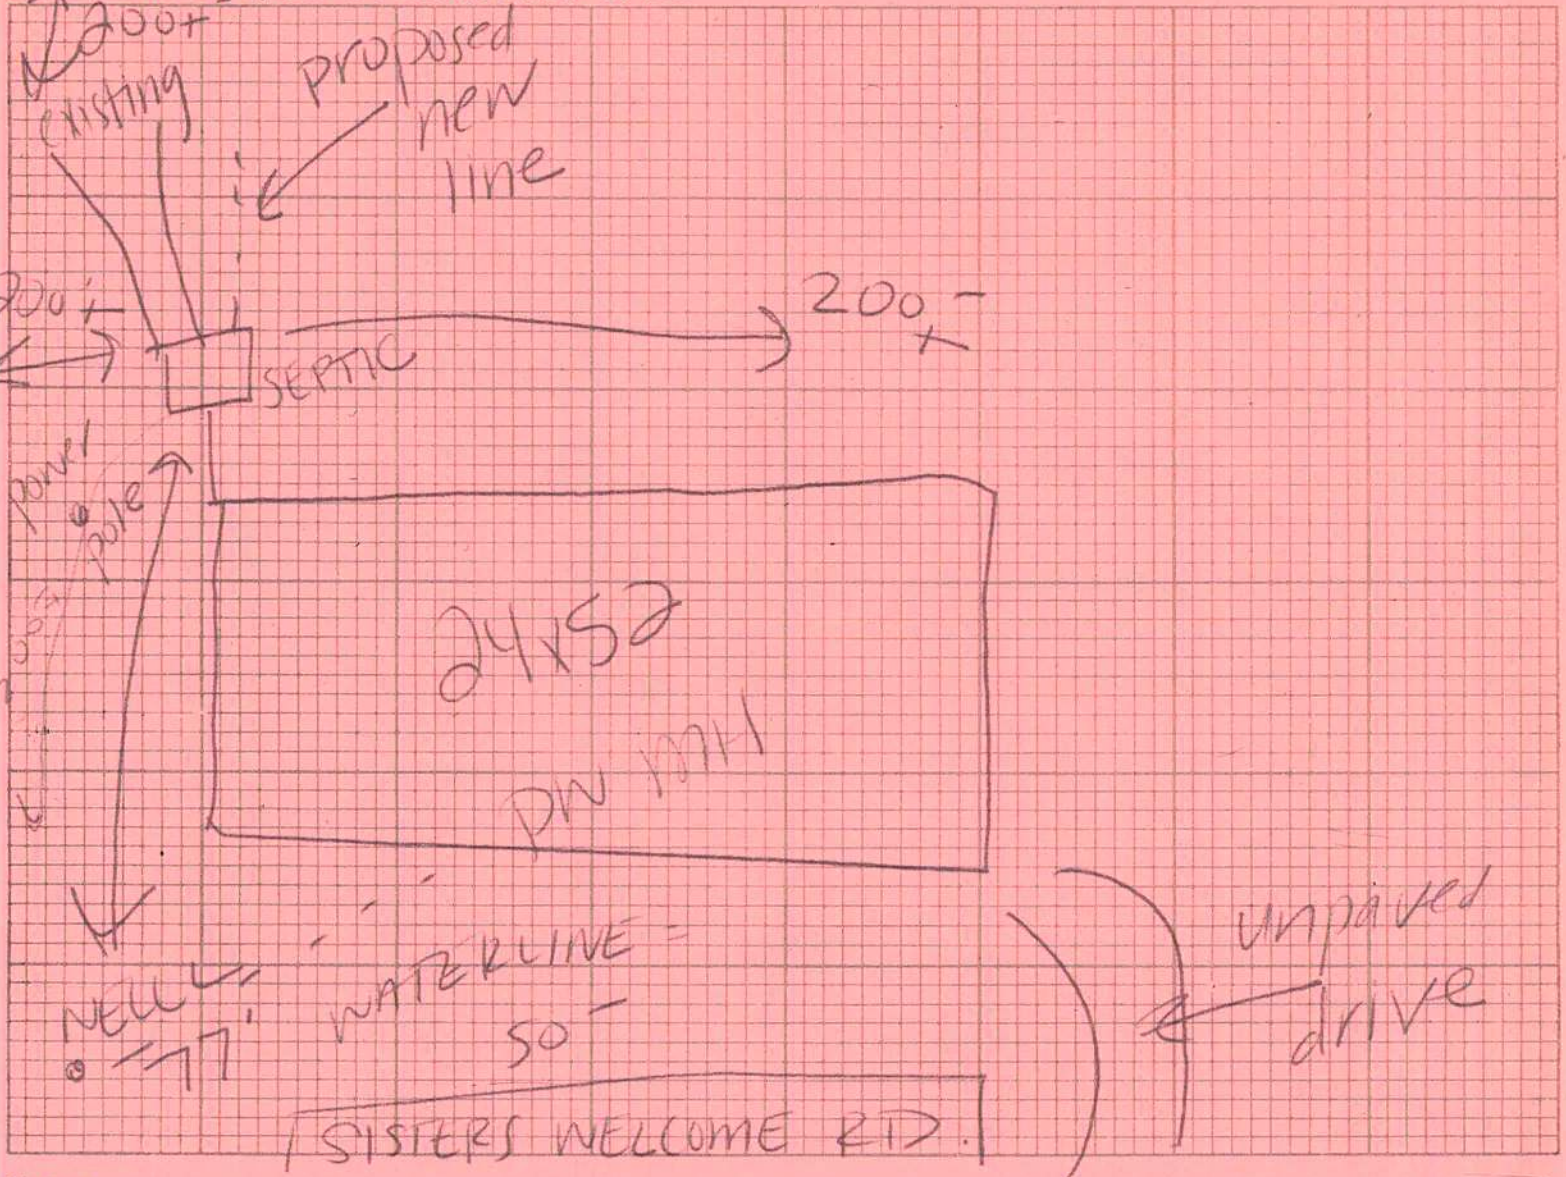 200+-
existing
proposed
new
line
200+-
200+-
SEPTIC
power
pole
24x52
DW MH
WATERLINE =
50-
WELL
=77'
unpaved
drive
SISTERS WELCOME RD.